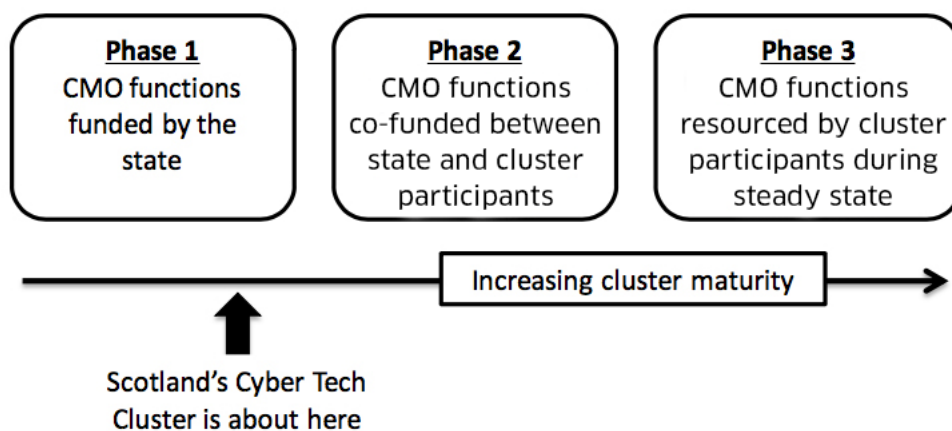 Phase 1
CMO functions
funded by the
state
Phase 2
CMO functions
co-funded between
state and cluster
participants
Phase 3
CMO functions
resourced by cluster
participants during
steady state
Increasing cluster maturity
Scotland’s Cyber Tech
Cluster is about here